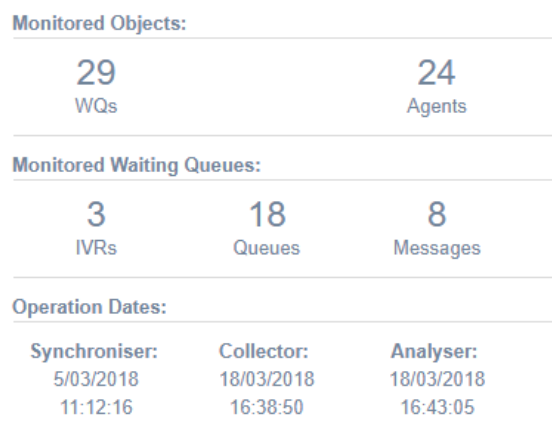 Monitored Objects:
29 24
WQs Agents
Monitored Waiting Queues:
3 18 8
IVRs Queues Messages
Operation Dates:
Synchroniser: Collector: Analyser:
5/03/2018 18/03/2018 18/03/2018
11:12:16 16:38:50 16:43:05